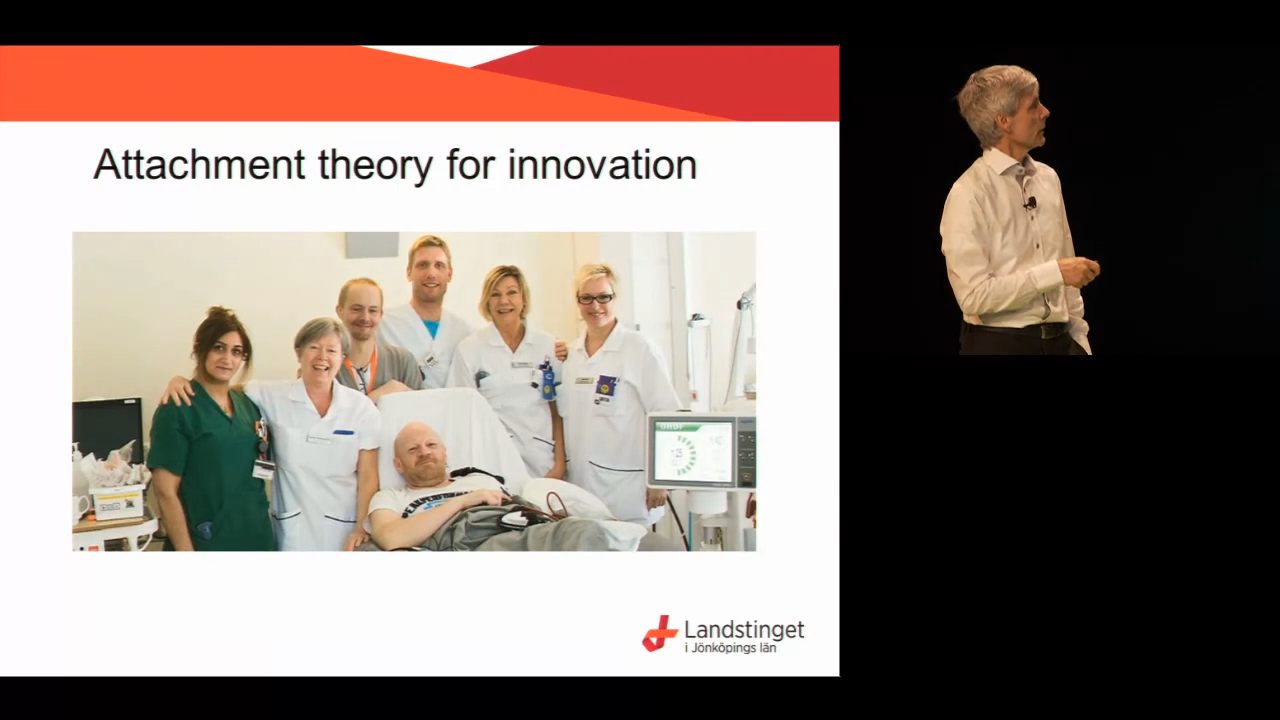 Attachment theory for innovation
Landstinget
i Jönköpings län